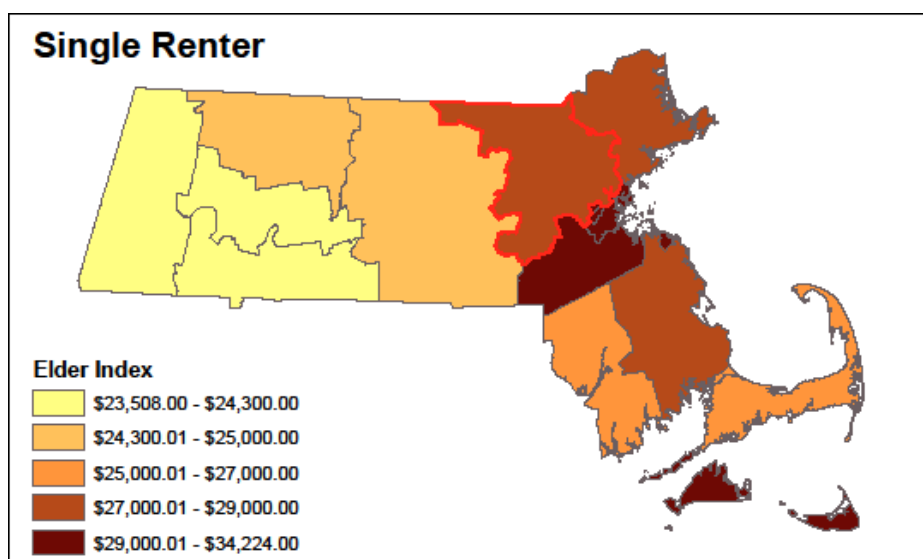 Single Renter
Elder Index
$23,508.00 - $24,300.00
$24,300.01 - $25,000.00
$25,000.01 - $27,000.00
$27,000.01 - $29,000.00
$29,000.01 - $34,224.00